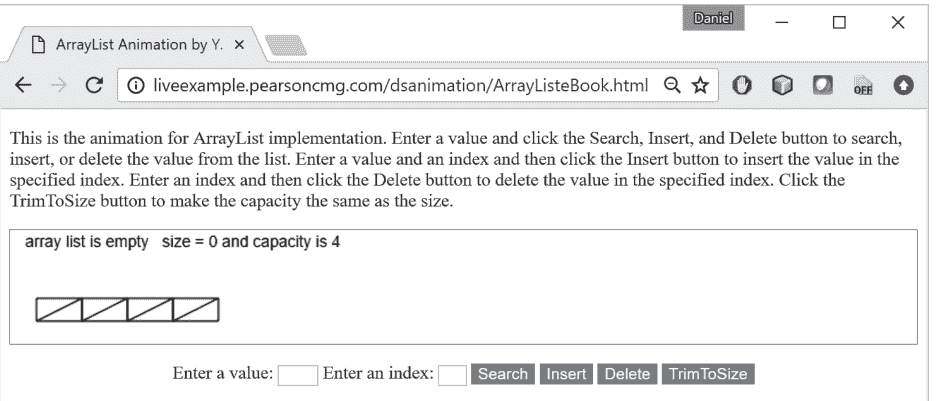 Daniel
ArrayList Animation by Y. ×
liveexample.pearsoncmg.com/dsanimation/ArrayListeBook.html
OFF
This is the animation for ArrayList implementation. Enter a value and click the Search, Insert, and Delete button to search,
insert, or delete the value from the list. Enter a value and an index and then click the Insert button to insert the value in the
specified index. Enter an index and then click the Delete button to delete the value in the specified index. Click the
TrimToSize button to make the capacity the same as the size.
array list is empty size = 0 and capacity is 4
Enter a value: Enter an index: Search Insert Delete TrimToSize